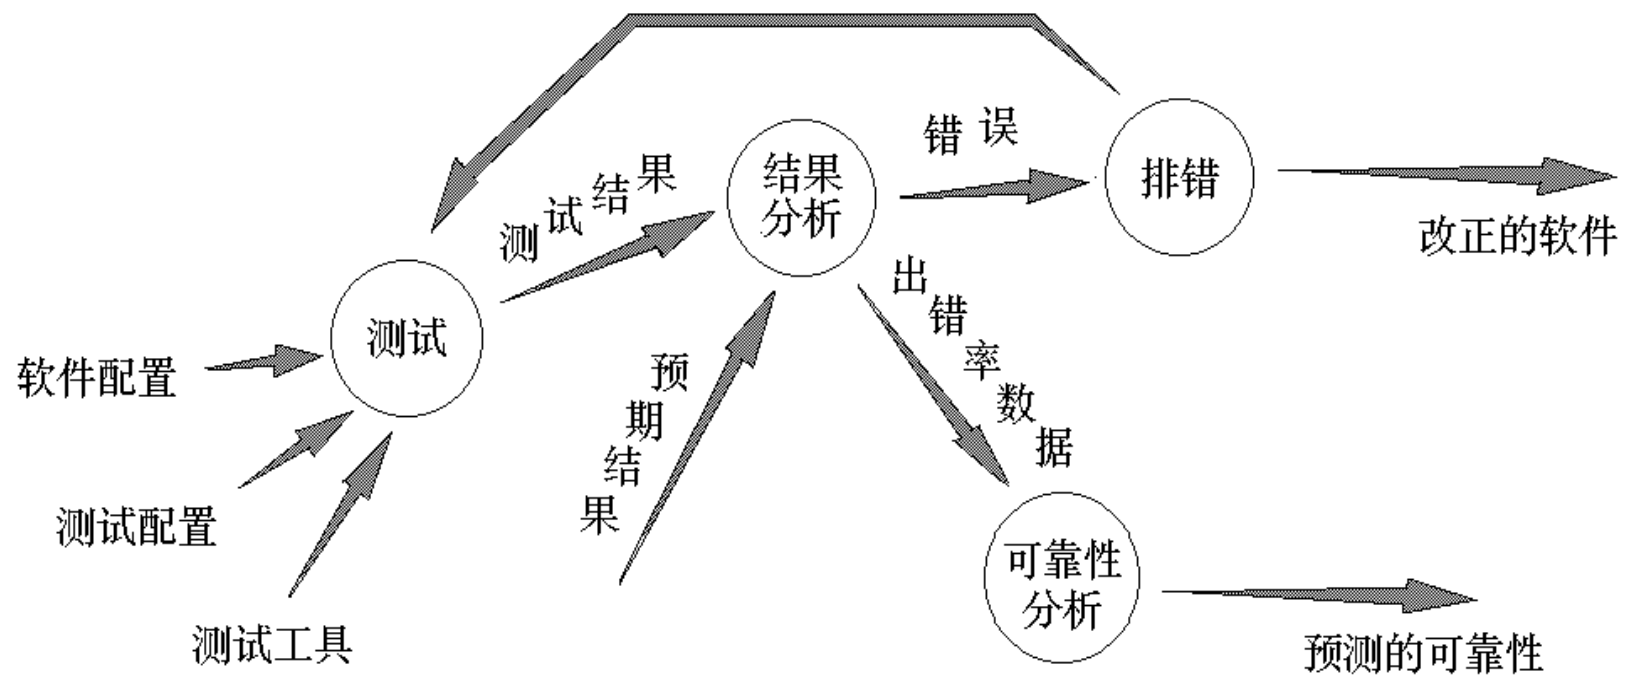 错误
结果
分析
排错
测试结果
改正的软件
出错率数据
测试
软件配置
预期结果
测试配置
可靠性
分析
测试工具
预测的可靠性